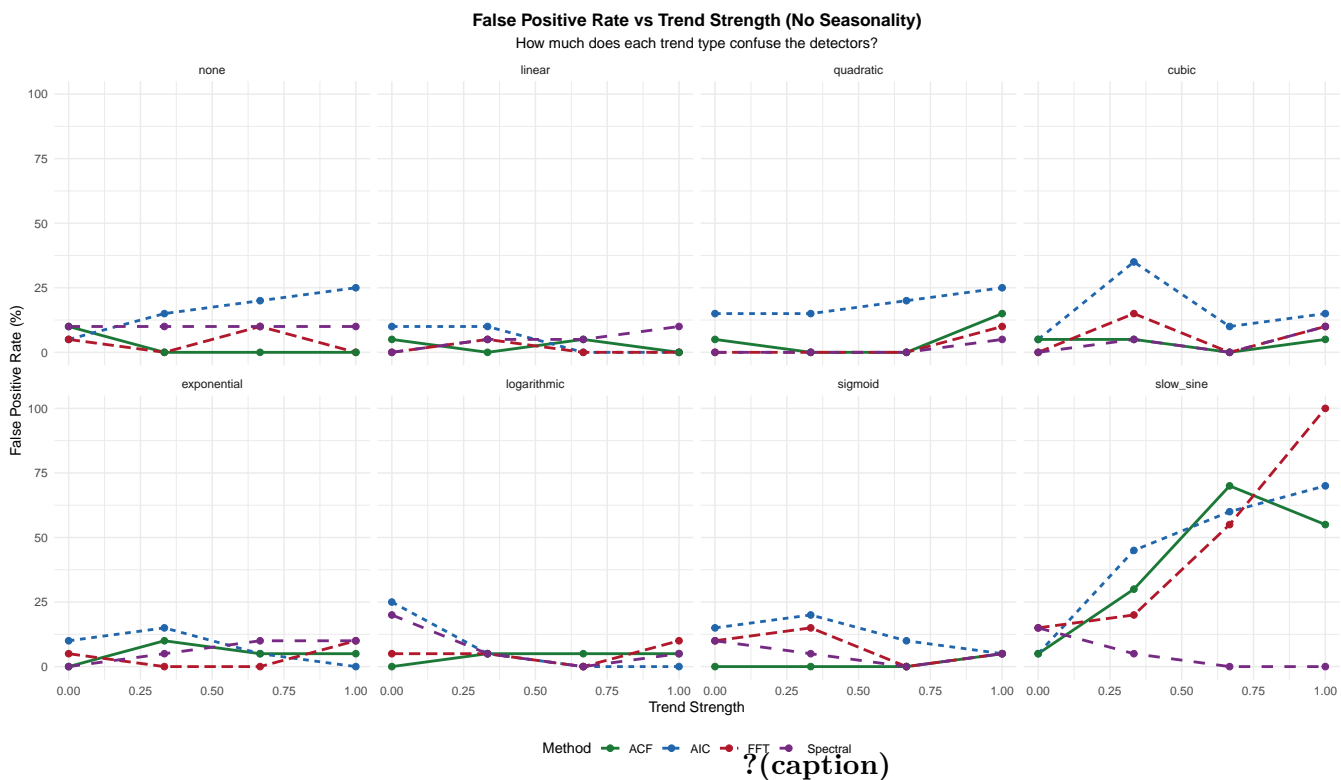 False Positive Rate vs Trend Strength (No Seasonality)
How much does each trend type confuse the detectors?
none linear quadratic cubic
100
75
50
25
0
exponential logarithmic sigmoid slow_sine
100
75
50
25
0
False Positive Rate (%)
0.00 0.25 0.50 0.75 1.00 0.00 0.25 0.50 0.75 1.00 0.00 0.25 0.50 0.75 1.00 0.00 0.25 0.50 0.75 1.00
Trend Strength
Method ACF AIC FFT Spectral
?(caption)